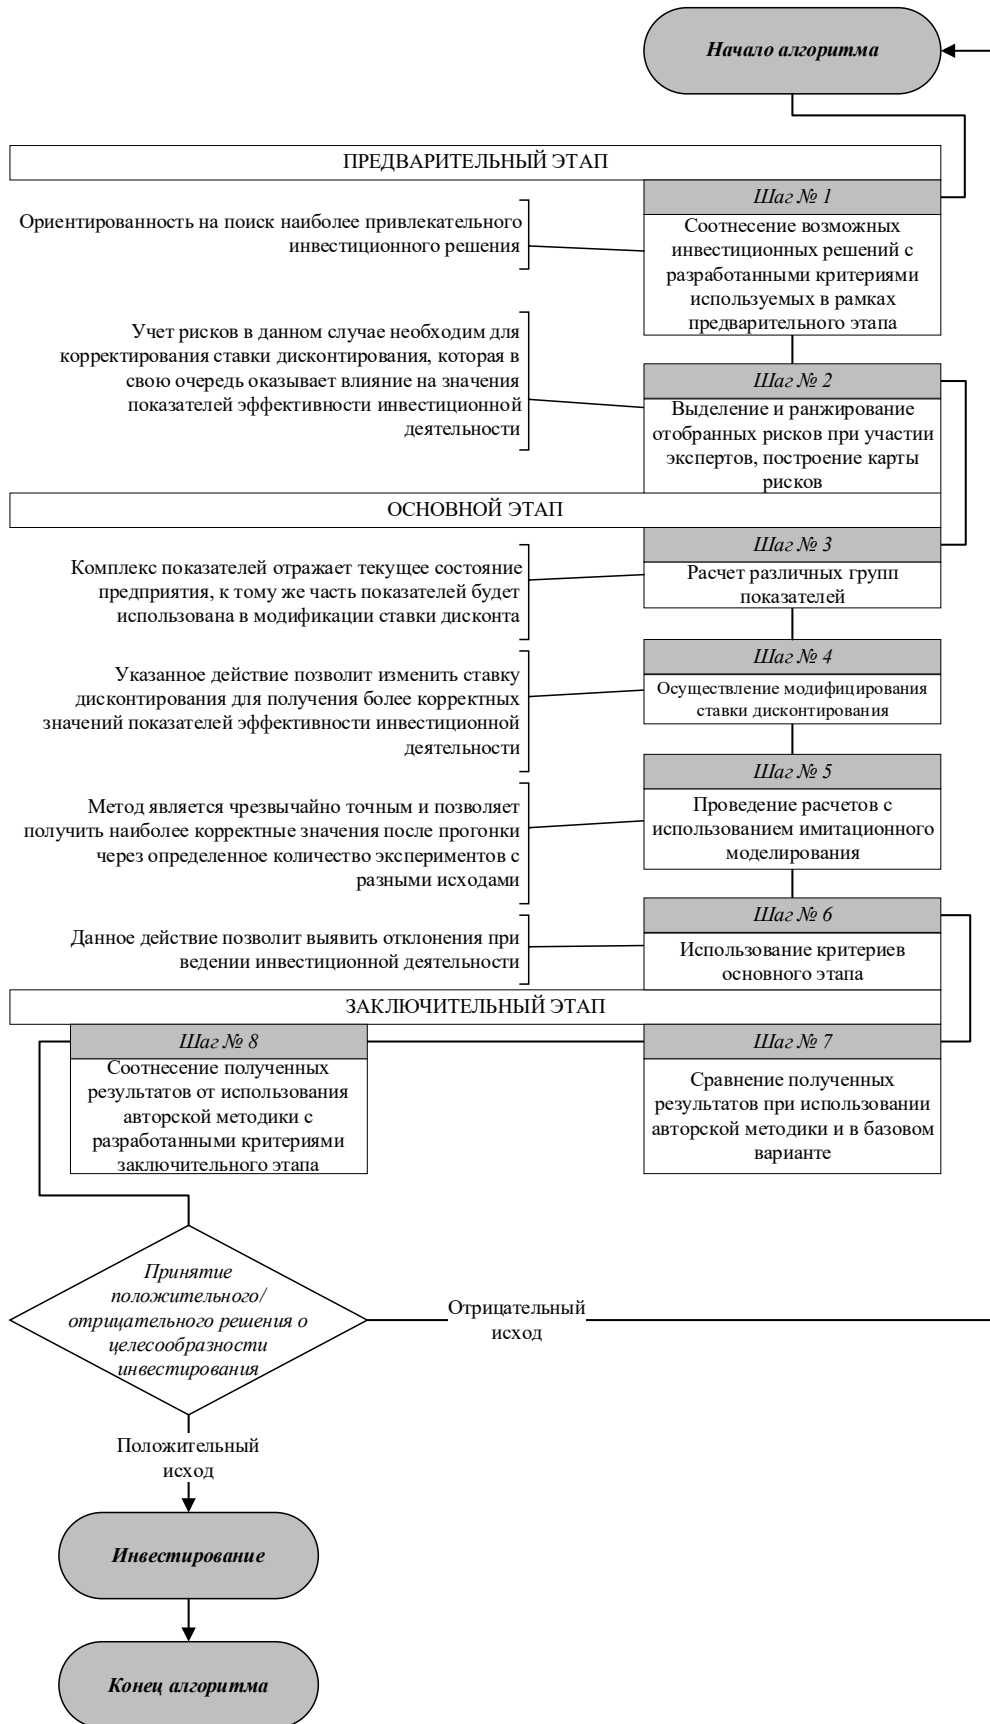 Начало алгоритма
ПРЕДВАРИТЕЛЬНЫЙ ЭТАП
Шаг № 1
Соотнесение возможных
инвестиционных решений с
разработанными критериями
используемых в рамках
предварительного этапа
Ориентированность на поиск наиболее привлекательного
инвестиционного решения
Шаг № 2
Выделение и ранжирование
отобранных рисков при участии
экспертов, построение карты
рисков
Учет рисков в данном случае необходим для
корректирования ставки дисконтирования, которая в
свою очередь оказывает влияние на значения
показателей эффективности инвестиционной
деятельности
ОСНОВНОЙ ЭТАП
Шаг № 3
Расчет различных групп
показателей
Комплекс показателей отражает текущее состояние
предприятия, к тому же часть показателей будет
использована в модификации ставки дисконта
Шаг № 4
Осуществление модифицирования
ставки дисконтирования
Указанное действие позволит изменить ставку
дисконтирования для получения более корректных
значений показателей эффективности инвестиционной
деятельности
Шаг № 5
Проведение расчетов с
использованием имитационного
моделирования
Метод является чрезвычайно точным и позволяет
получить наиболее корректные значения после прогонки
через определенное количество экспериментов с
разными исходами
Шаг № 6
Использование критериев
основного этапа
Данное действие позволит выявить отклонения при
ведении инвестиционной деятельности
ЗАКЛЮЧИТЕЛЬНЫЙ ЭТАП
Шаг № 7
Сравнение полученных
результатов при использовании
авторской методики и в базовом
варианте
Шаг № 8
Соотнесение полученных
результатов от использования
авторской методики с
разработанными критериями
заключительного этапа
Принятие
положительного/
отрицательного решения о
целесообразности
инвестирования
Отрицательный
исход
Положительный
исход
Инвестирование
Конец алгоритма